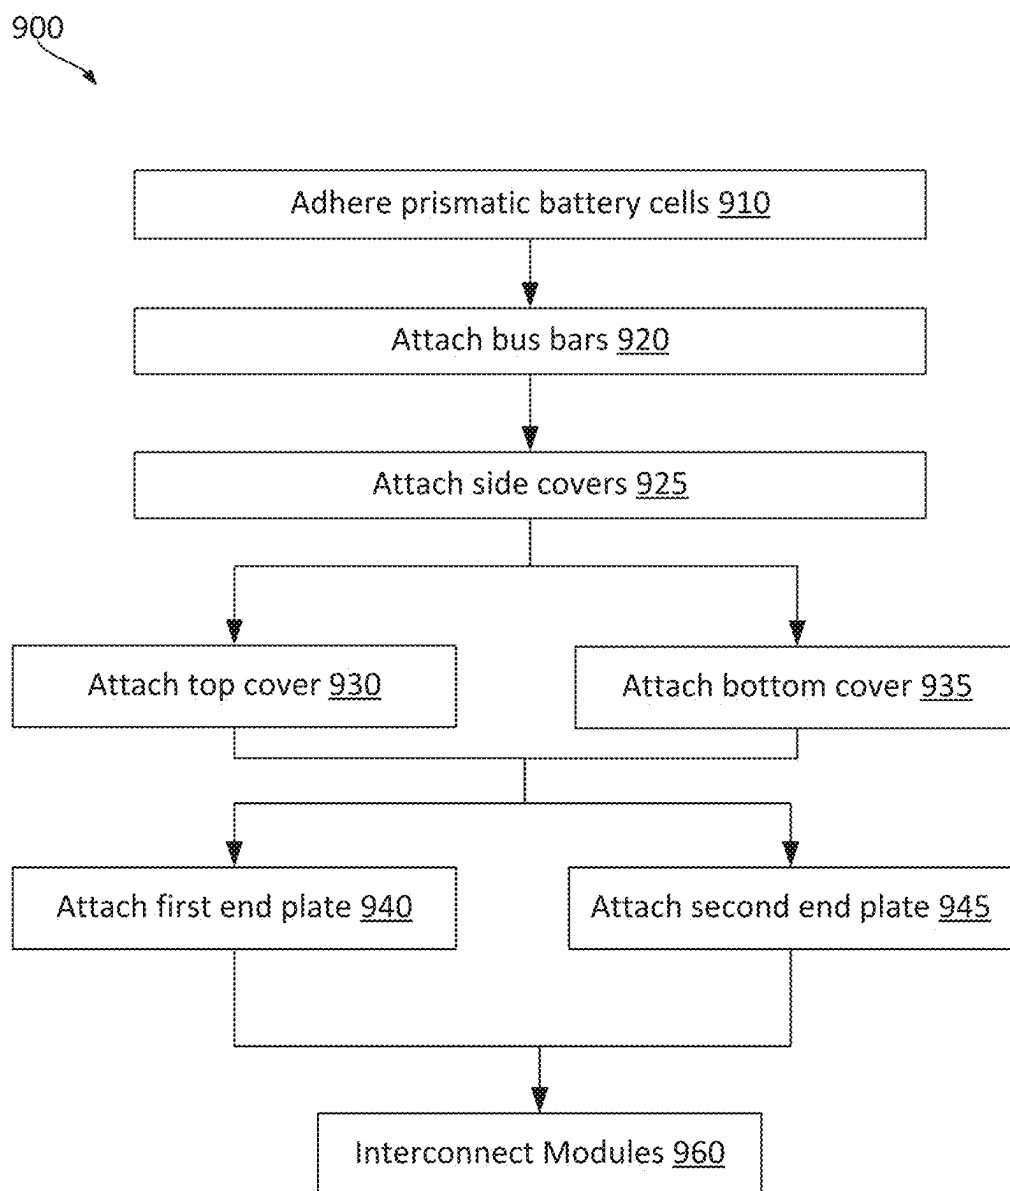 900
Adhere prismatic battery cells 910
Attach bus bars 920
Attach side covers 925
Attach top cover 930
Attach bottom cover 935
Attach first end plate 940
Attach second end plate 945
Interconnect Modules 960